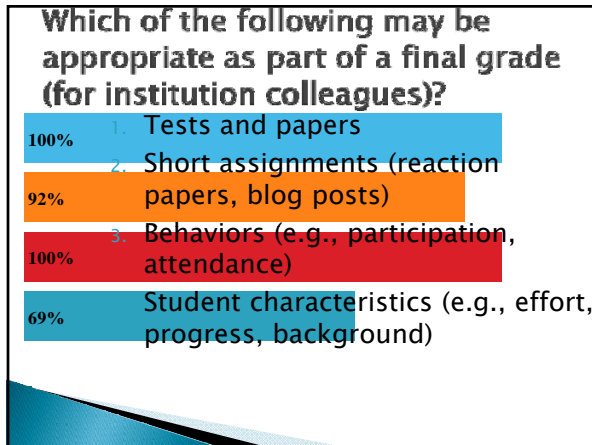 Which of the following may be
appropriate as part of a final grade
(for institution colleagues)?
100%
1. Tests and papers
92%
2. Short assignments (reaction
papers, blog posts)
100%
3. Behaviors (e.g., participation,
attendance)
69%
Student characteristics (e.g., effort,
progress, background)